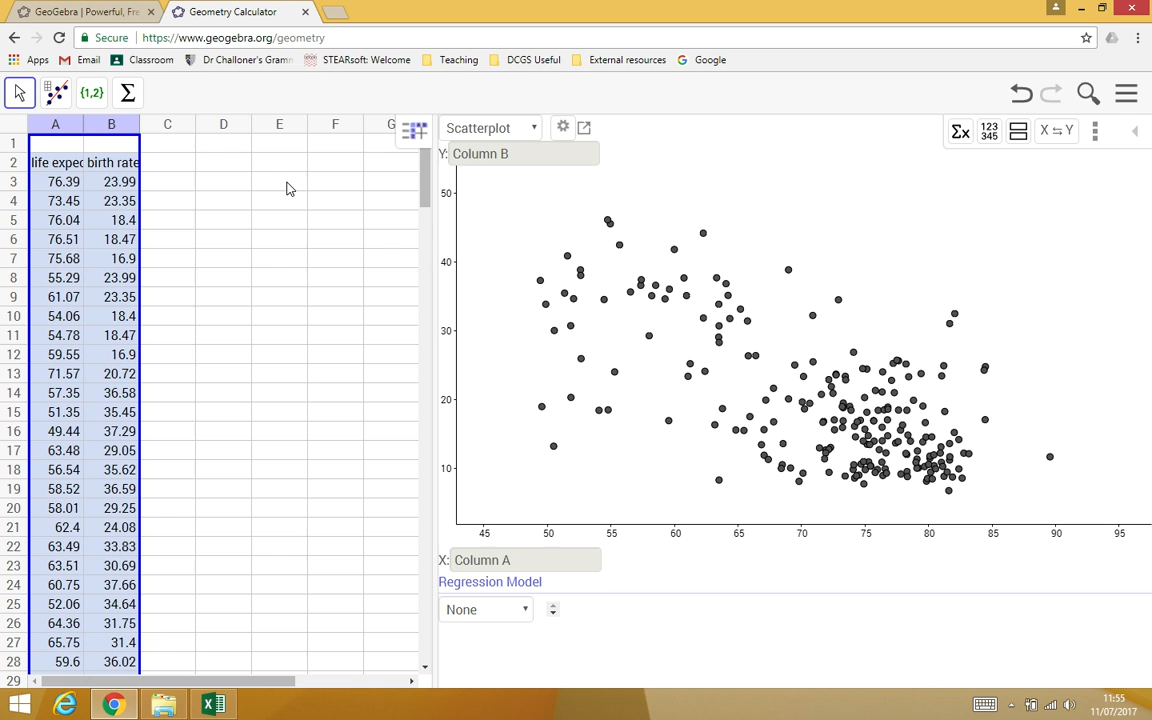 GeoGebra | Powerful, Fre
Geometry Calculator
Secure
https://www.geogebra.org/geometry
Apps
Email
Classroom
Dr Challoner's Gramm
STEARsoft: Welcome
Teaching
DCGS Useful
External resources
Google
{1,2}
Σ
A B C D E F G
Scatterplot
Σx
123
345
X ⇆ Y
1
2 life expec birth rate
3 76.39 23.99
4 73.45 23.35
5 76.04 18.4
6 76.51 18.47
7 75.68 16.9
8 55.29 23.99
9 61.07 23.35
10 54.06 18.4
11 54.78 18.47
12 59.55 16.9
13 71.57 20.72
14 57.35 36.58
15 51.35 35.45
16 49.44 37.29
17 63.48 29.05
18 56.54 35.62
19 58.52 36.59
20 58.01 29.25
21 62.4 24.08
22 63.49 33.83
23 63.51 30.69
24 60.75 37.66
25 52.06 34.64
26 64.36 31.75
27 65.75 31.4
28 59.6 36.02
29
Y: Column B
50
40
30
20
10
45 50 55 60 65 70 75 80 85 90 95
X: Column A
Regression Model
None
11:55
11/07/2017